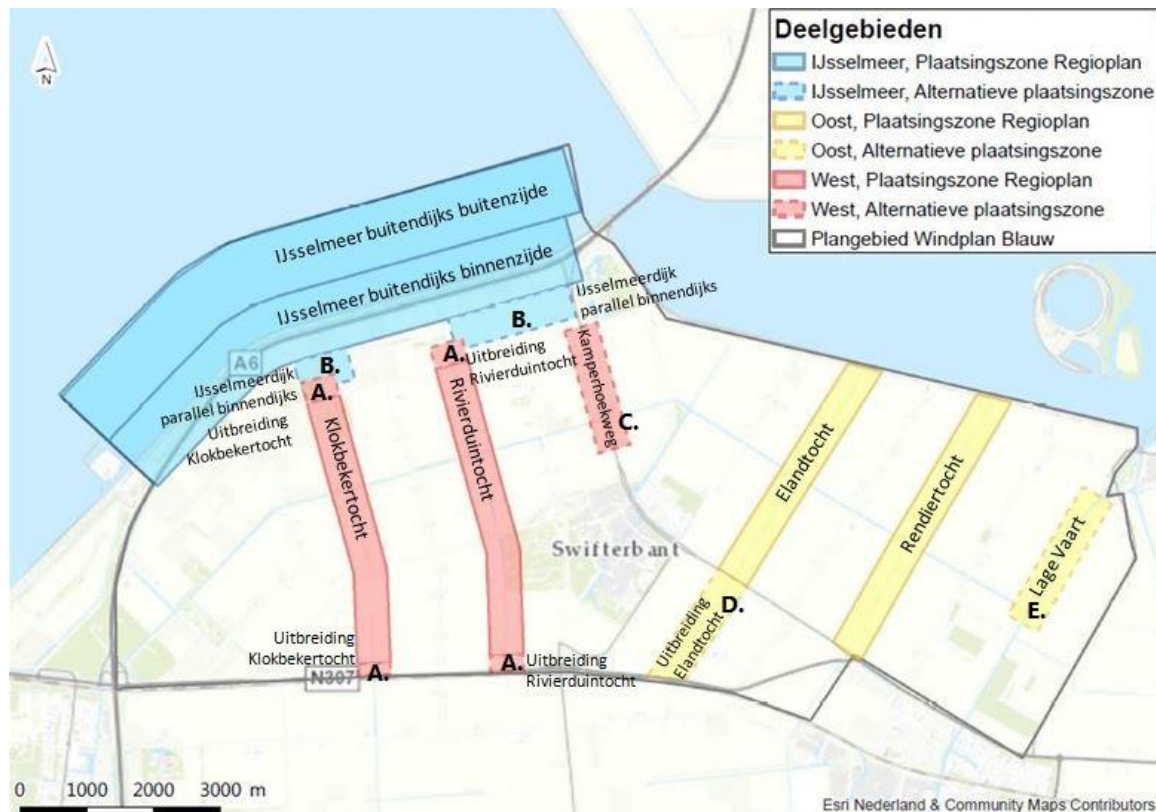 N
Deelgebieden
IJsselmeer, Plaatsingszone Regioplan
IJsselmeer, Alternatieve plaatsingszone
Oost, Plaatsingszone Regioplan
Oost, Alternatieve plaatsingszone
West, Plaatsingszone Regioplan
West, Alternatieve plaatsingszone
Plangebied Windplan Blauw
IJsselmeer buitendijks buitenzijde
IJsselmeer buitendijks binnenzijde
IJsselmeerdijk
parallel binnendijks
B.
A6
B.
A.
Uitbreiding
Rivierduintocht
IJsselmeerdijk
parallel binnendijks
A.
Uitbreiding
Klokbekertocht
Kamperhoekweg
C.
Klokbekertocht
Rivierduintocht
Elandtocht
Rendiertocht
Lage Vaart
E.
Swifterbant
D.
Uitbreiding
Elandtocht
Uitbreiding
Klokbekertocht
A.
N307
A.
Uitbreiding
Rivierduintocht
0 1000 2000 3000 m
Esri Nederland & Community Maps Contributors